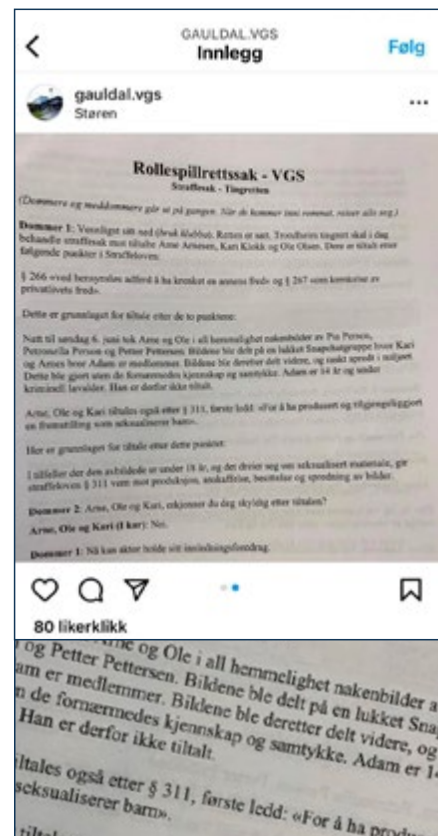 GAULDAL.VGS
Innlegg
Følg
gauldal.vgs
Støren
Rollespillrettssak - VGS
Straffesak - Tingretten
(Dommere og meddommere går ut på gangen. Når de kommer inn i rommet, reiser alle seg.)
Dommer 1: Vennligst sitt ned (bruk klubba). Retten er satt. Trondheim tingrett skal i dag
behandle straffesak mot tiltalte Arne Arnesen, Kari Klokk og Ole Olsen. Dere er tiltalt etter
følgende punkter i Straffeloven:
§ 266 «ved hensynsløs adferd å ha krenket en annens fred» og § 267 «om krenkelse av
privatlivets fred».
Dette er grunnlaget for tiltale etter de to punktene:
Natt til søndag 6. juni tok Arne og Ole i all hemmelighet nakenbilder av Pia Person,
Petronella Person og Petter Pettersen. Bildene ble delt på en lukket Snapchatgruppe hvor Kari
og Arnes bror Adam er medlemmer. Bildene ble deretter delt videre, og raskt spredt i miljøet.
Dette ble gjort uten de fornærmedes kjennskap og samtykke. Adam er 14 år og under
kriminell lavalder. Han er derfor ikke tiltalt.
Arne, Ole og Kari tiltales også etter § 311, første ledd: «For å ha produsert og tilgjengeliggjort
en fremstilling som seksualiserer barn».
Her er grunnlaget for tiltale etter dette punktet:
I tilfeller der den avbildede er under 18 år, og det dreier seg om seksualisert materiale, gir
straffeloven § 311 vern mot produksjon, anskaffelse, besittelse og spredning av bilder.
Dommer 2: Arne, Ole og Kari, erkjenner du deg skyldig etter tiltalen?
Arne, Ole og Kari (I kor): Nei.
Dommer 1: Nå kan aktor holde sitt innledningsforedrag.
80 likerklikk
Arne og Ole i all hemmelighet nakenbilder a
og Petter Pettersen. Bildene ble delt på en lukket Sna
am er medlemmer. Bildene ble deretter delt videre, og
n de fornærmedes kjennskap og samtykke. Adam er 14
Han er derfor ikke tiltalt.
iltales også etter § 311, første ledd: «For å ha produ
seksualiserer barn».